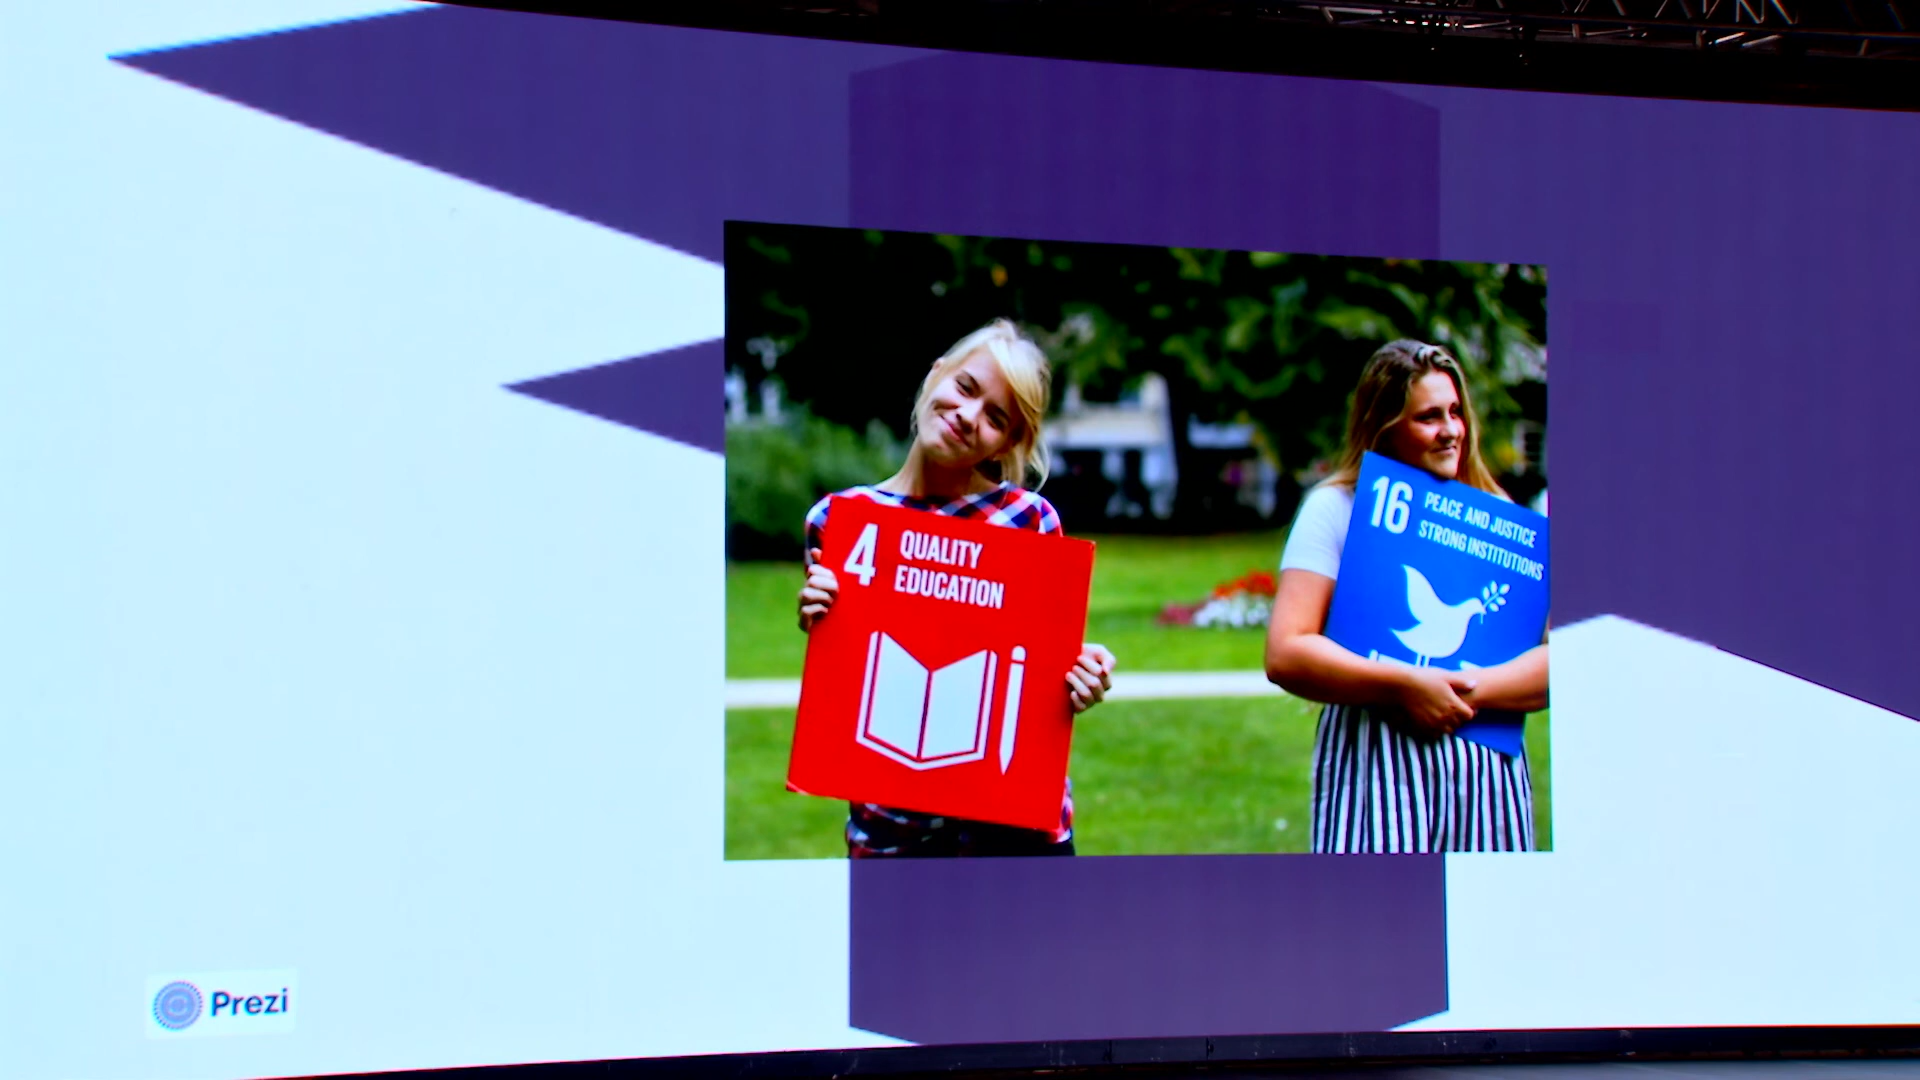 4 QUALITY
EDUCATION
16 PEACE AND JUSTICE
STRONG INSTITUTIONS
Prezi